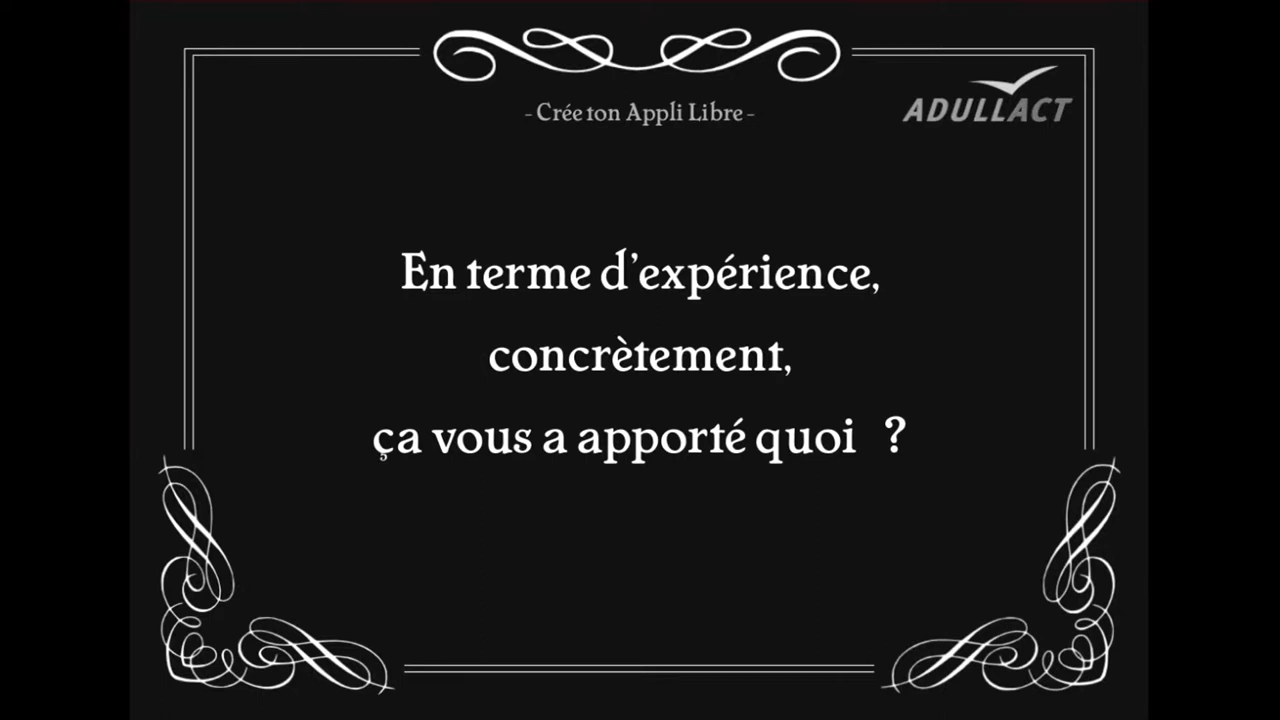 - Crée ton Appli Libre -
ADULLACT
En terme d’expérience,
concrètement,
ça vous a apporté quoi ?